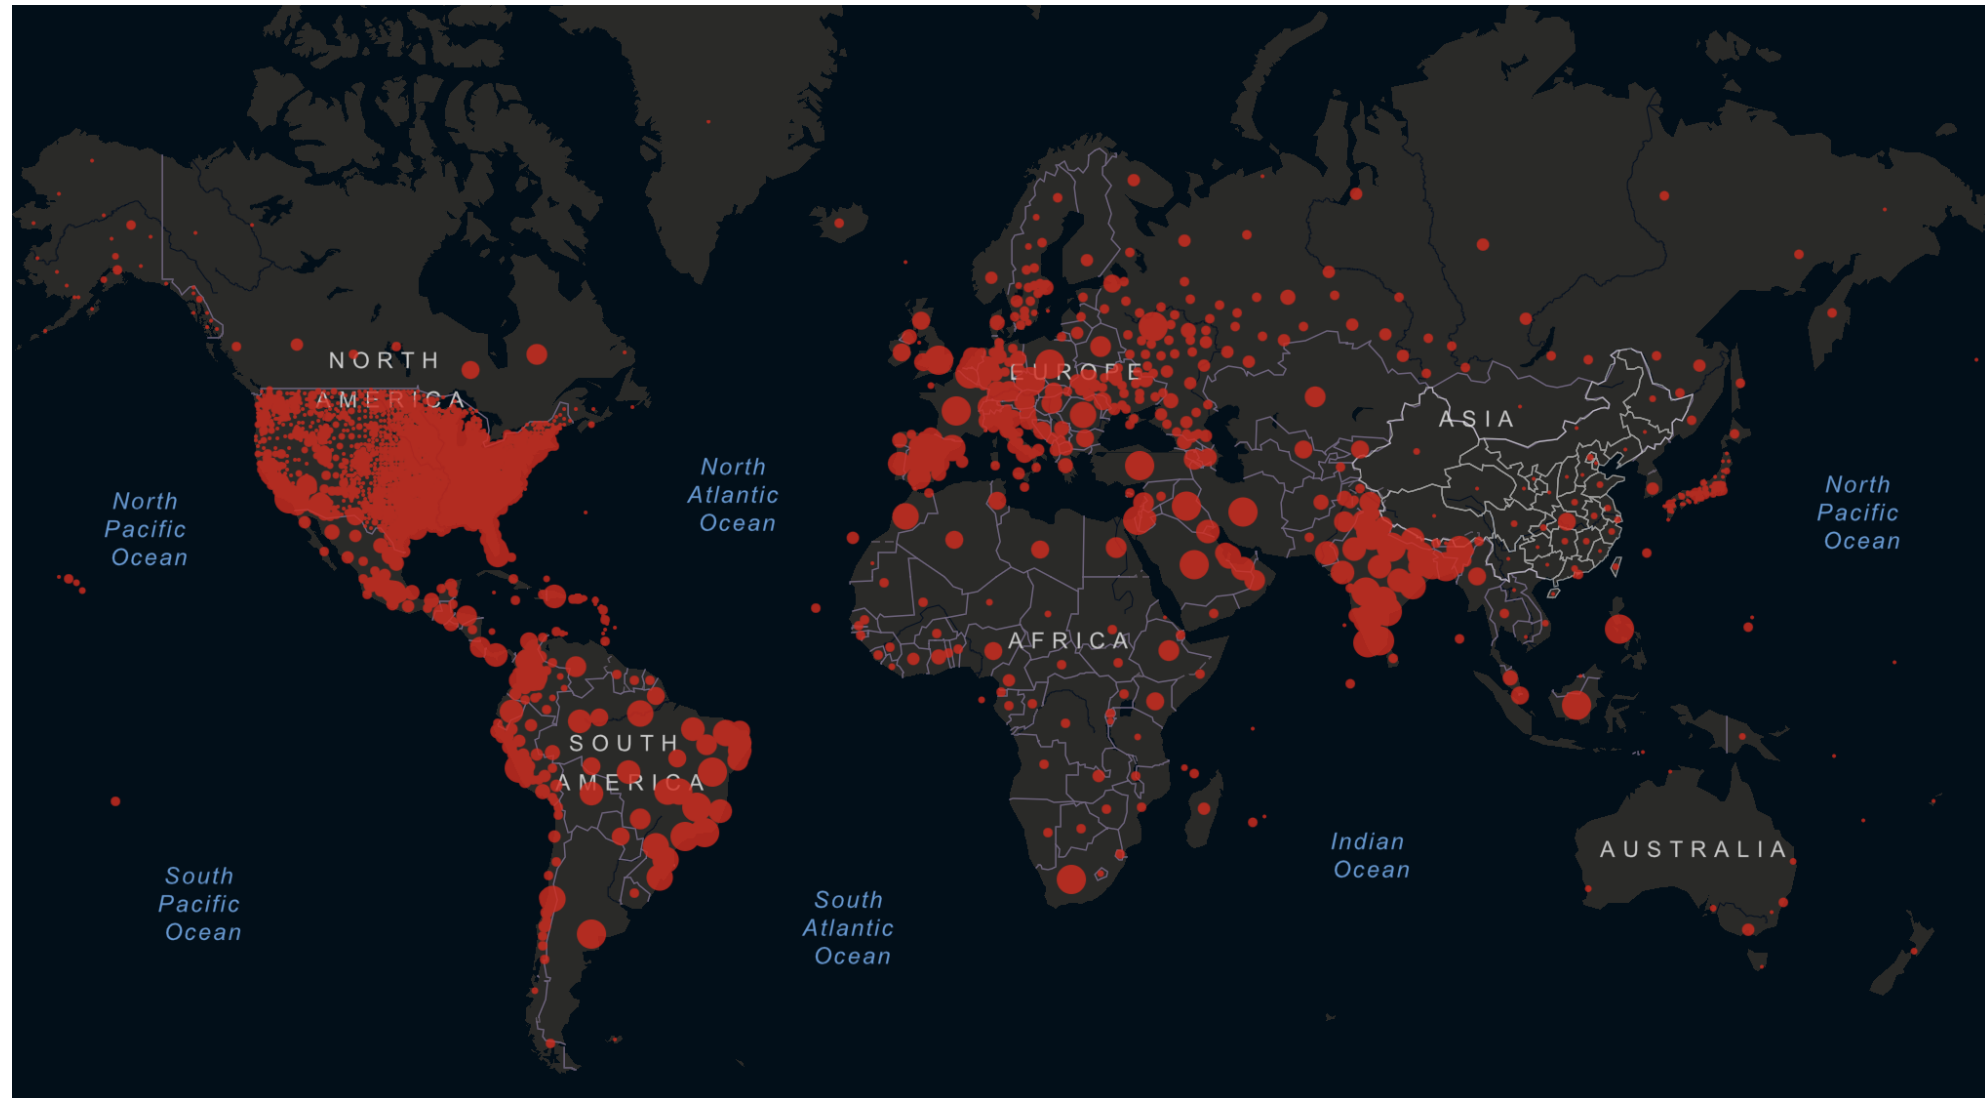 NORTH
AMERICA
EUROPE
ASIA
North
Atlantic
Ocean
North
Pacific
Ocean
North
Pacific
Ocean
AFRICA
SOUTH
AMERICA
Indian
Ocean
AUSTRALIA
South
Pacific
Ocean
South
Atlantic
Ocean